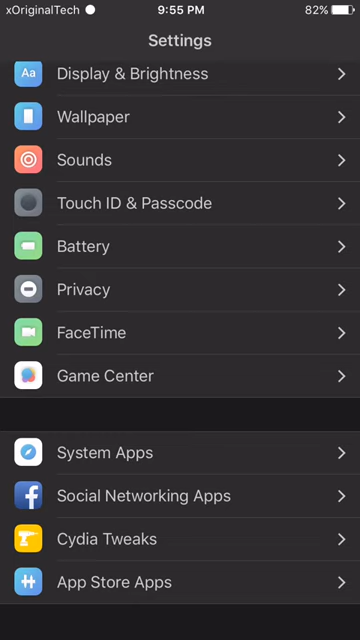 xOriginalTech 9:55 PM 82%
Settings
Aa Display & Brightness
Wallpaper
Sounds
Touch ID & Passcode
Battery
Privacy
FaceTime
Game Center
System Apps
f Social Networking Apps
Cydia Tweaks
App Store Apps